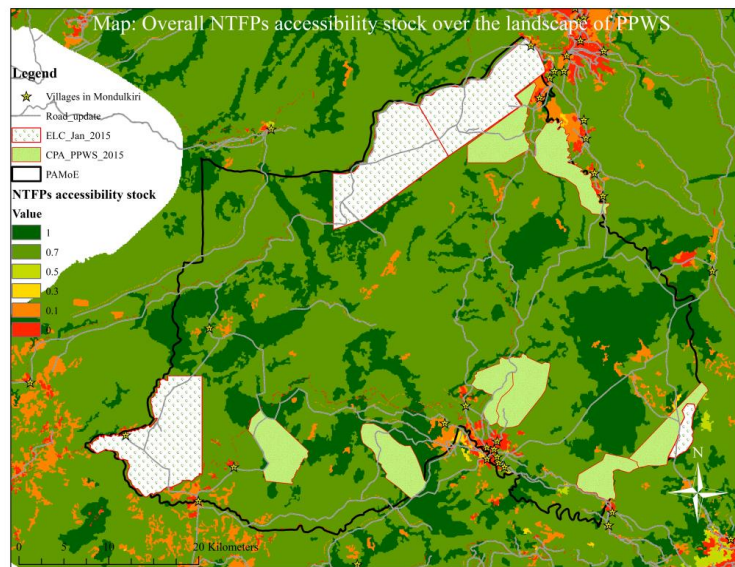 Map: Overall NTFPs accessibility stock over the landscape of PPWS
Legend
Villages in Mondulkiri
Road_update
ELC_Jan_2015
CPA_PPWS_2015
PAMoE
NTFPs accessibility stock
Value
1
0.7
0.5
0.3
0.1
0
N
0 5 10 20 Kilometers